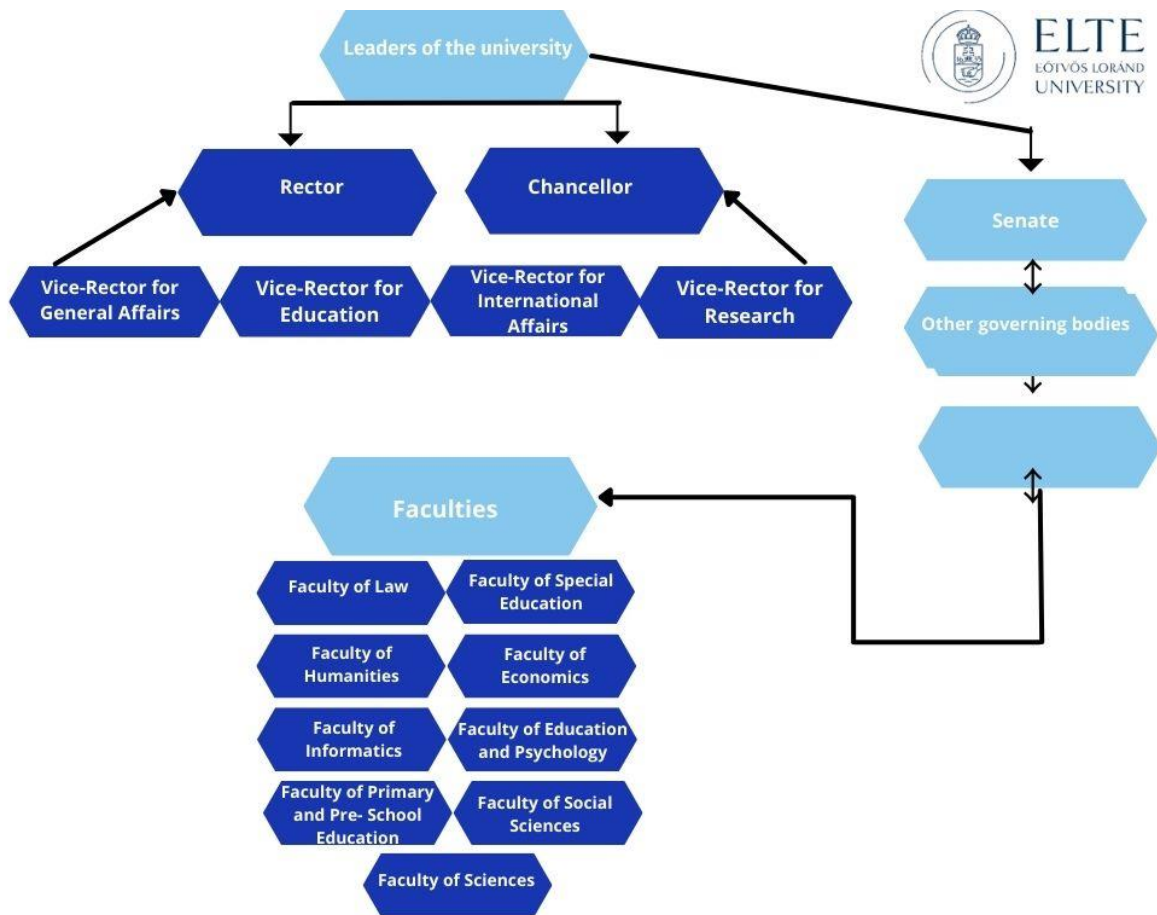 Leaders of the university
ELTE
EÖTVÖS LORÁND
UNIVERSITY
Rector
Chancellor
Senate
Vice-Rector for
General Affairs
Vice-Rector for
Education
Vice-Rector for
International
Affairs
Vice-Rector for
Research
Other governing bodies
Faculties
Faculty of Law
Faculty of Special
Education
Faculty of
Humanities
Faculty of
Economics
Faculty of
Informatics
Faculty of Education
and Psychology
Faculty of Primary
and Pre- School
Education
Faculty of Social
Sciences
Faculty of Sciences